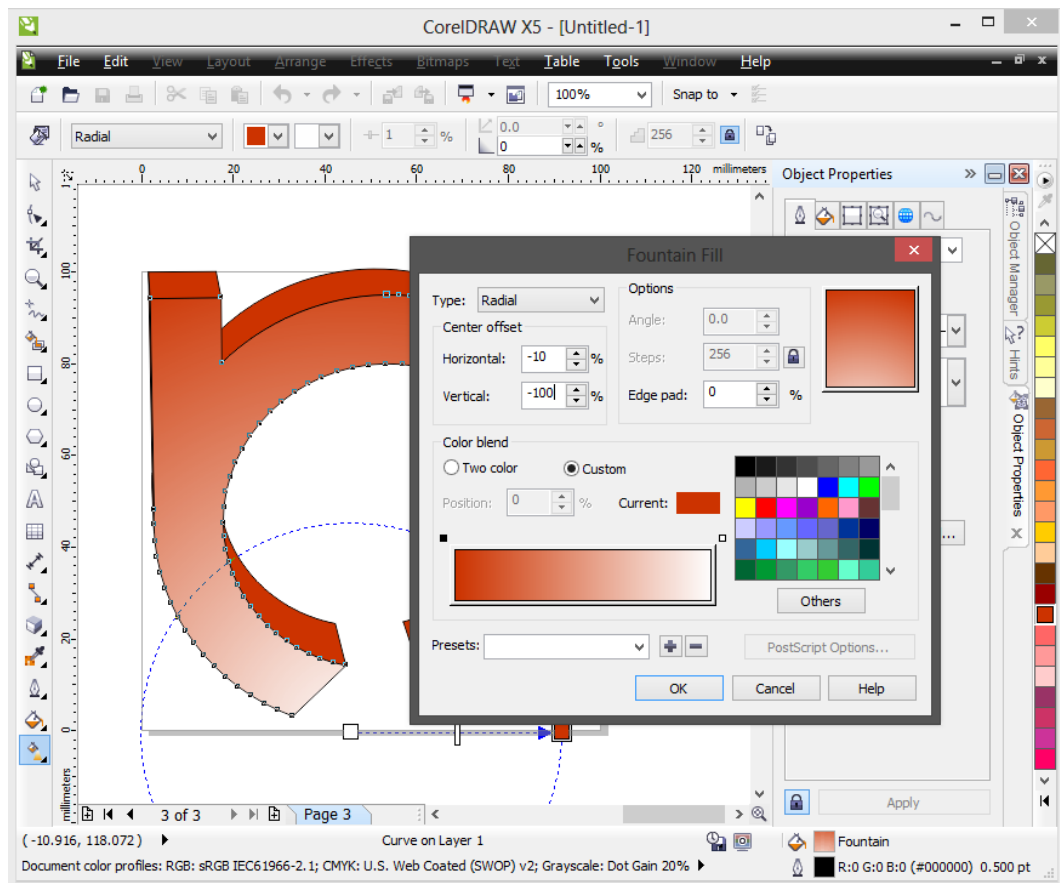 CorelDRAW X5 - [Untitled-1]
File Edit View Layout Arrange Effects Bitmaps Text Table Tools Window Help
100% Snap to
Radial 1 % 0.0 ° 256
0 %
0 20 40 60 80 100 120 millimeters
Object Properties
100
80
60
40
20
0
millimeters
Fountain Fill
Type: Radial
Center offset
Horizontal: -10 %
Vertical: -100 %
Options
Angle: 0.0
Steps: 256
Edge pad: 0 %
Color blend
Two color Custom
Position: 0 % Current:
Others
Presets: PostScript Options...
OK Cancel Help
Object Manager
Hints
Object Properties
...
Apply
3 of 3 Page 3
(-10.916, 118.072) Curve on Layer 1 Fountain
Document color profiles: RGB: sRGB IEC61966-2.1; CMYK: U.S. Web Coated (SWOP) v2; Grayscale: Dot Gain 20% R:0 G:0 B:0 (#000000) 0.500 pt